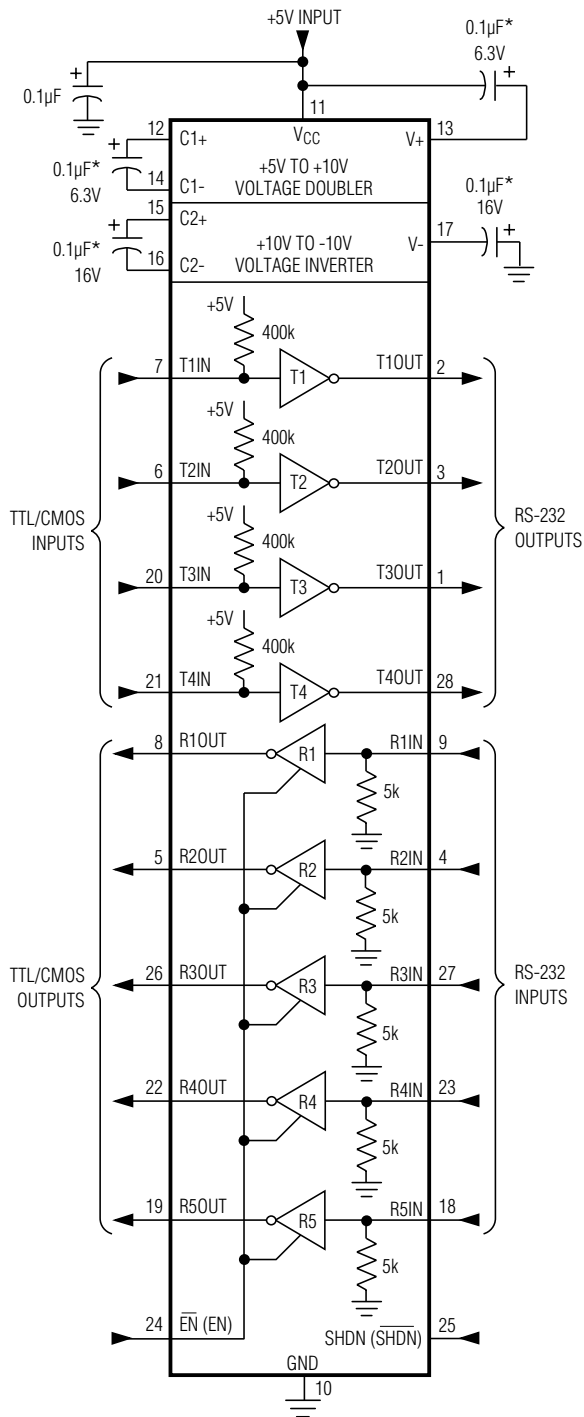 +5V INPUT
0.1µF*
6.3V
0.1µF
11
12
C1+
VCC
V+
13
0.1µF*
6.3V
14
C1-
+5V TO +10V
VOLTAGE DOUBLER
15
C2+
0.1µF*
16V
16
C2-
+10V TO -10V
VOLTAGE INVERTER
V-
17
0.1µF*
16V
+5V
400k
7
T1IN
T1
T1OUT
2
+5V
400k
6
T2IN
T2
T2OUT
3
TTL/CMOS
INPUTS
RS-232
OUTPUTS
+5V
400k
20
T3IN
T3
T3OUT
1
+5V
400k
21
T4IN
T4
T4OUT
28
8
R1OUT
R1
R1IN
9
5k
5
R2OUT
R2
R2IN
4
5k
TTL/CMOS
OUTPUTS
RS-232
INPUTS
26
R3OUT
R3
R3IN
27
5k
22
R4OUT
R4
R4IN
23
5k
19
R5OUT
R5
R5IN
18
5k
24
EN (EN)
SHDN (SHDN)
25
GND
10